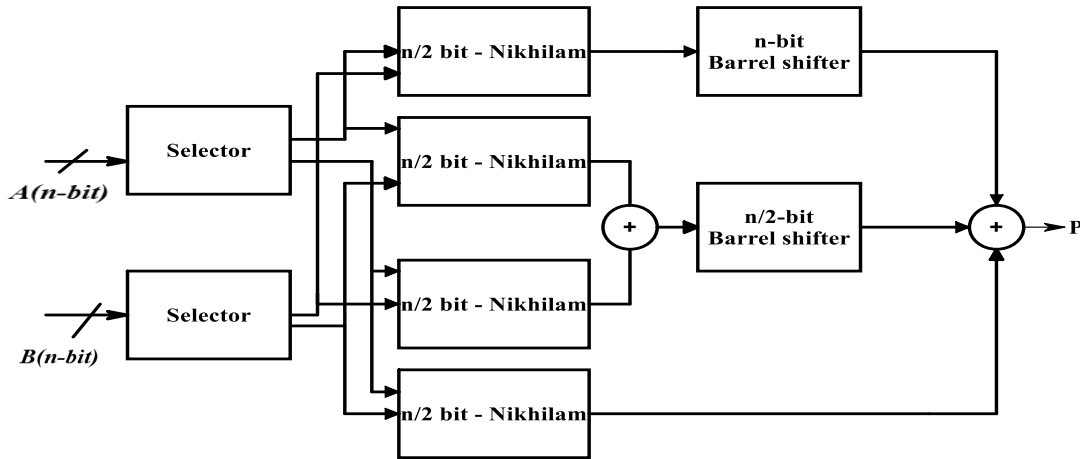 n/2 bit - Nikhilam
n-bit
Barrel shifter
Selector
A(n-bit)
n/2 bit - Nikhilam
+
n/2-bit
Barrel shifter
+
P
Selector
B(n-bit)
n/2 bit - Nikhilam
n/2 bit - Nikhilam